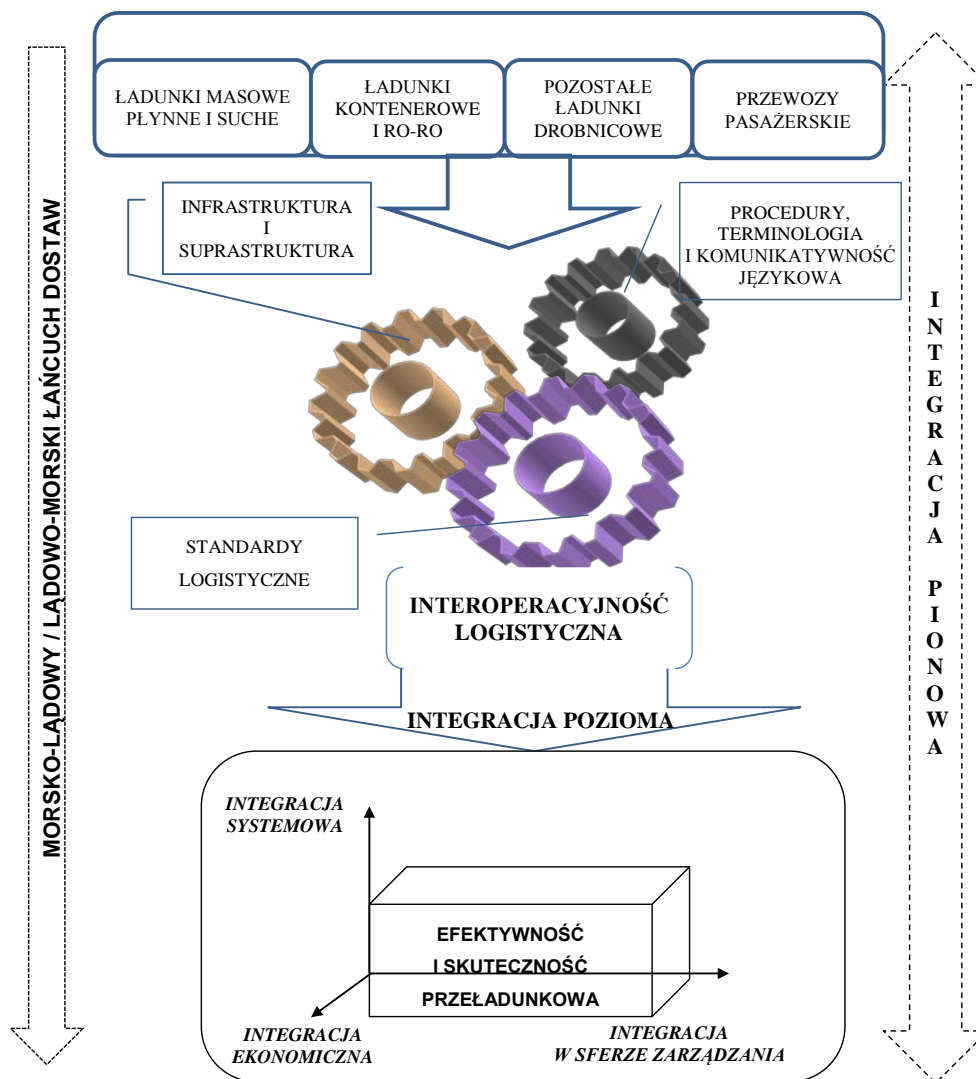 ŁADUNKI MASOWE
PŁYNNE I SUCHE
ŁADUNKI
KONTENEROWE
I RO-RO
POZOSTAŁE
ŁADUNKI
DROBNICOWE
PRZEWOZY
PASAŻERSKIE
INFRASTRUKTURA
I
SUPRASTRUKTURA
PROCEDURY,
TERMINOLOGIA
I KOMUNIKATYWNOŚĆ
JĘZYKOWA
STANDARDY
LOGISTYCZNE
INTEROPERACYJNOŚĆ
LOGISTYCZNA
INTEGRACJA POZIOMA
INTEGRACJA
SYSTEMOWA
EFEKTYWNOŚĆ
I SKUTECZNOŚĆ
PRZEŁADUNKOWA
INTEGRACJA
EKONOMICZNA
INTEGRACJA
W SFERZE ZARZĄDZANIA
MORSKO-LĄDOWY / LĄDOWO-MORSKI ŁAŃCUCH DOSTAW
INTEGRACJA PIONOWA